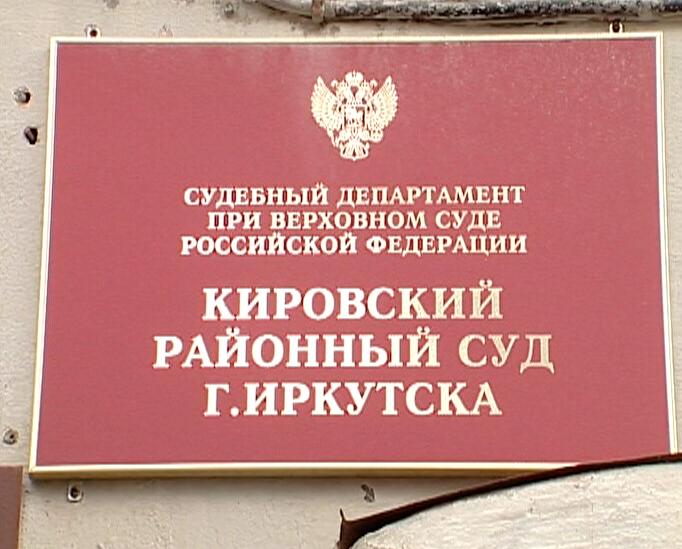 СУДЕБНЫЙ ДЕПАРТАМЕНТ
ПРИ ВЕРХОВНОМ СУДЕ
РОССИЙСКОЙ ФЕДЕРАЦИИ
КИРОВСКИЙ
РАЙОННЫЙ СУД
Г.ИРКУТСКА